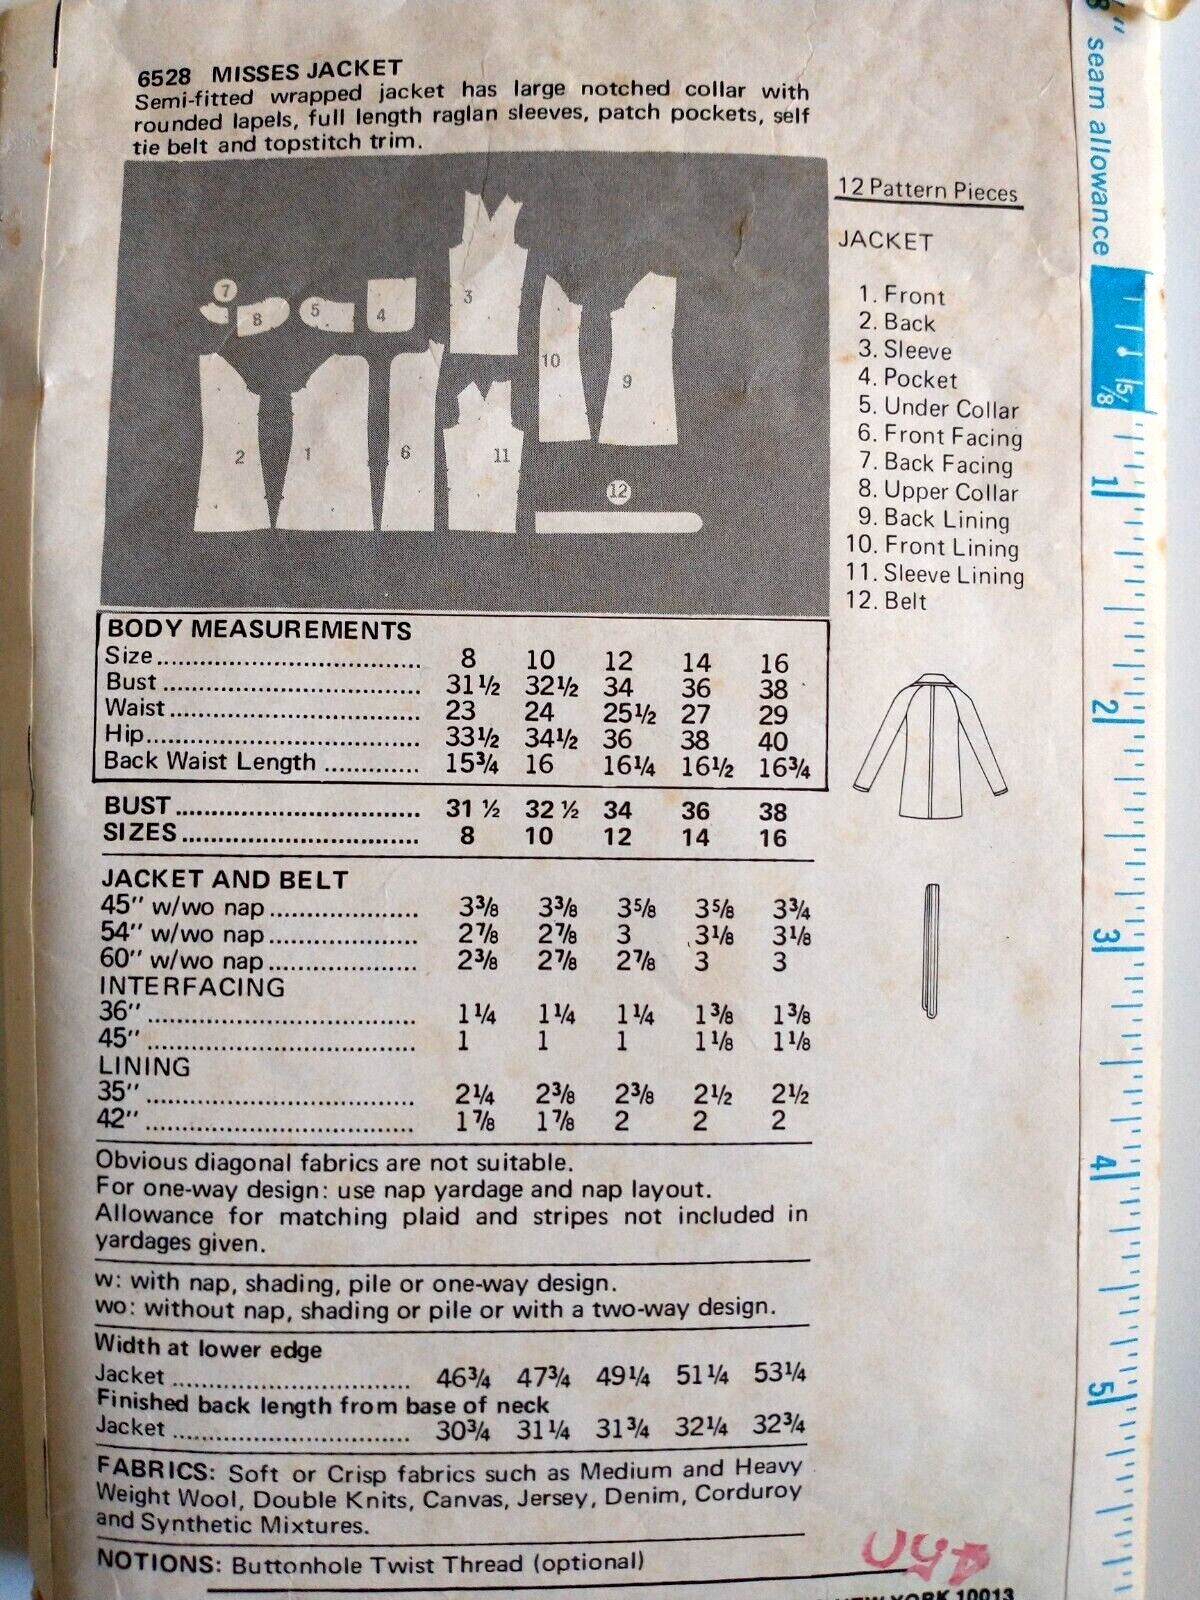 6528 MISSES JACKET
Semi-fitted wrapped jacket has large notched collar with
rounded lapels, full length raglan sleeves, patch pockets, self
tie belt and topstitch trim.
7
8
5
4
3
10
9
2
1
6
11
12
12 Pattern Pieces
JACKET
1. Front
2. Back
3. Sleeve
4. Pocket
5. Under Collar
6. Front Facing
7. Back Facing
8. Upper Collar
9. Back Lining
10. Front Lining
11. Sleeve Lining
12. Belt
BODY MEASUREMENTS
Size 8 10 12 14 16
Bust 31½ 32½ 34 36 38
Waist 23 24 25½ 27 29
Hip 33½ 34½ 36 38 40
Back Waist Length 15¾ 16 16¼ 16½ 16¾
BUST 31 ½ 32 ½ 34 36 38
SIZES 8 10 12 14 16
JACKET AND BELT
45" w/wo nap 3⅜ 3⅜ 3⅝ 3⅝ 3¾
54" w/wo nap 2⅞ 2⅞ 3 3⅛ 3⅛
60" w/wo nap 2⅜ 2⅞ 2⅞ 3 3
INTERFACING
36" 1¼ 1¼ 1¼ 1⅜ 1⅜
45" 1 1 1 1⅛ 1⅛
LINING
35" 2¼ 2⅜ 2⅜ 2½ 2½
42" 1⅞ 1⅞ 2 2 2
Obvious diagonal fabrics are not suitable.
For one-way design: use nap yardage and nap layout.
Allowance for matching plaid and stripes not included in
yardages given.
w: with nap, shading, pile or one-way design.
wo: without nap, shading or pile or with a two-way design.
Width at lower edge
Jacket 46¾ 47¾ 49¼ 51¼ 53¼
Finished back length from base of neck
Jacket 30¾ 31¼ 31¾ 32¼ 32¾
FABRICS: Soft or Crisp fabrics such as Medium and Heavy
Weight Wool, Double Knits, Canvas, Jersey, Denim, Corduroy
and Synthetic Mixtures.
NOTIONS: Buttonhole Twist Thread (optional)
NEW YORK 10013
seam allowance
5/8
1
2
3
4
5